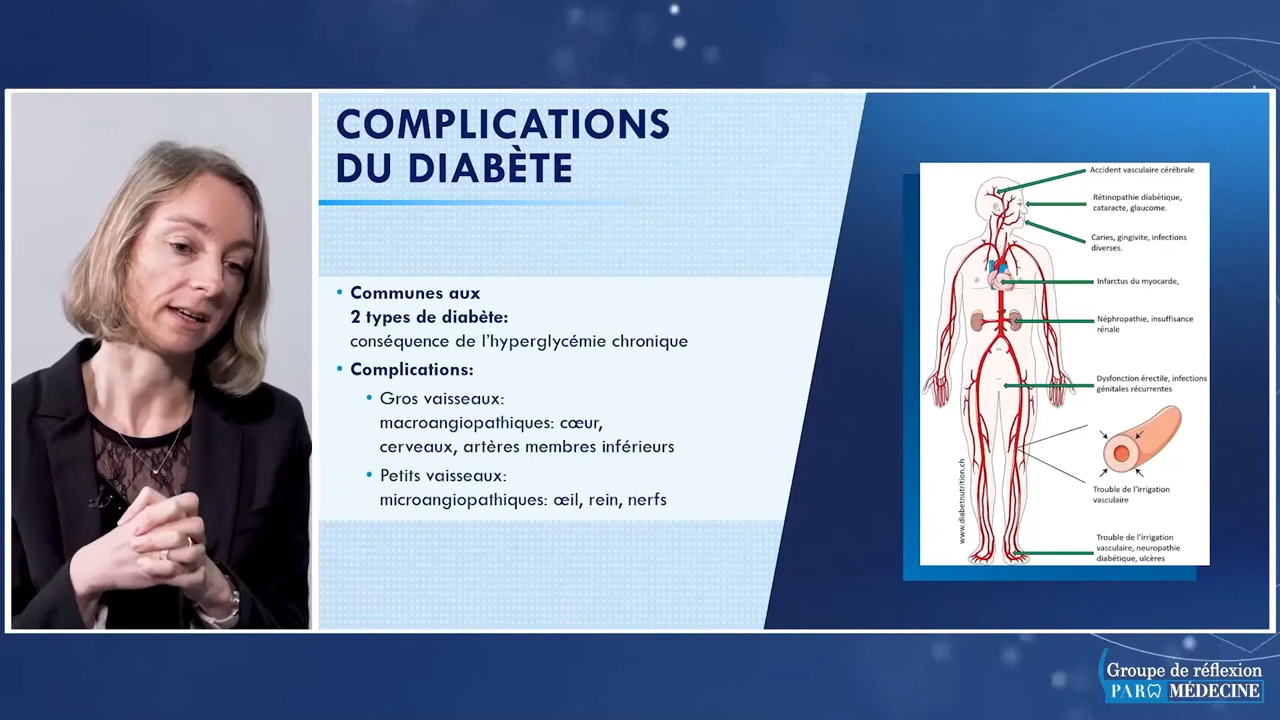 COMPLICATIONS
DU DIABÈTE
• Communes aux
2 types de diabète:
conséquence de l'hyperglycémie chronique
• Complications:
• Gros vaisseaux:
macroangiopathiques: cœur,
cerveaux, artères membres inférieurs
• Petits vaisseaux:
microangiopathiques: œil, rein, nerfs
Accident vasculaire cérébrale
Rétinopathie diabétique,
cataracte, glaucome.
Caries, gingivite, infections
diverses.
Infarctus du myocarde,
Néphropathie, insuffisance
rénale
Dysfonction érectile, infections
génitales récurrentes
Trouble de l'irrigation
vasculaire
Trouble de l'irrigation
vasculaire, neuropathie
diabétique, ulcères
www.diabetnutrition.ch
Groupe de réflexion
PARO MÉDECINE